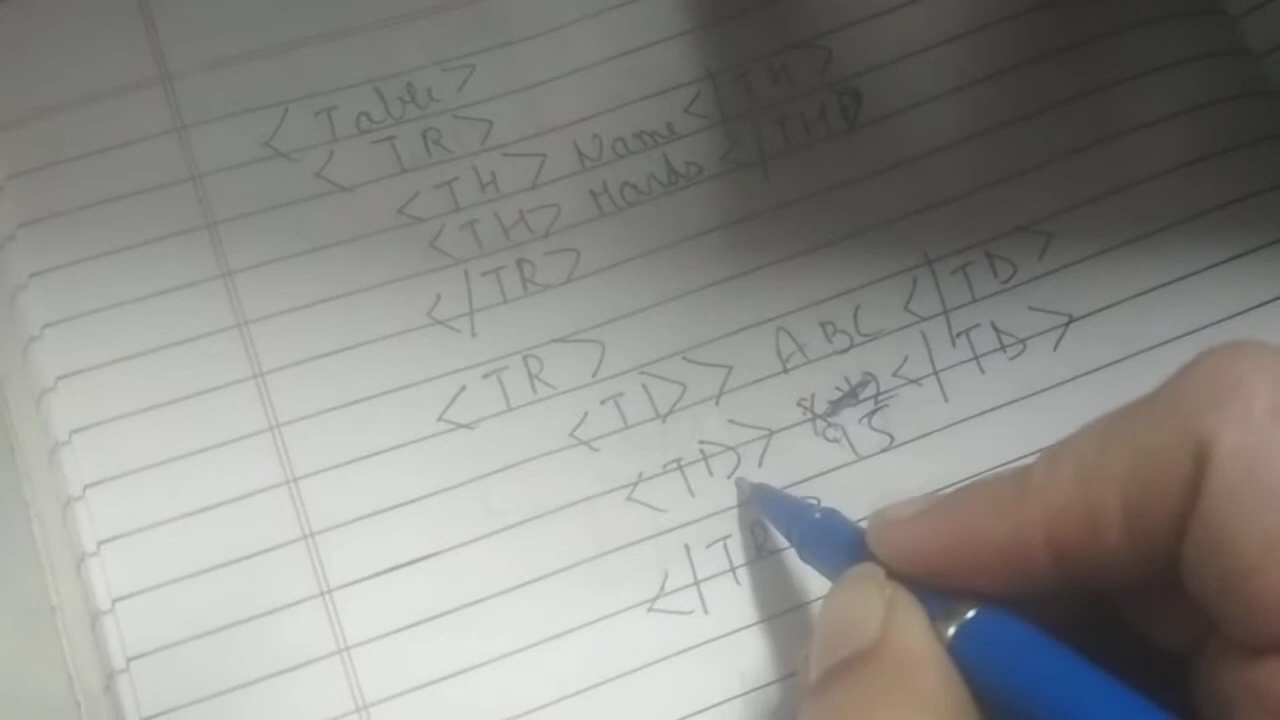 <Table>
<TR>
<TH> Name </TH>
<TH> Marks </TH>
</TR>
<TR>
<TD> ABC </TD>
<TD> 95 </TD>
</TR